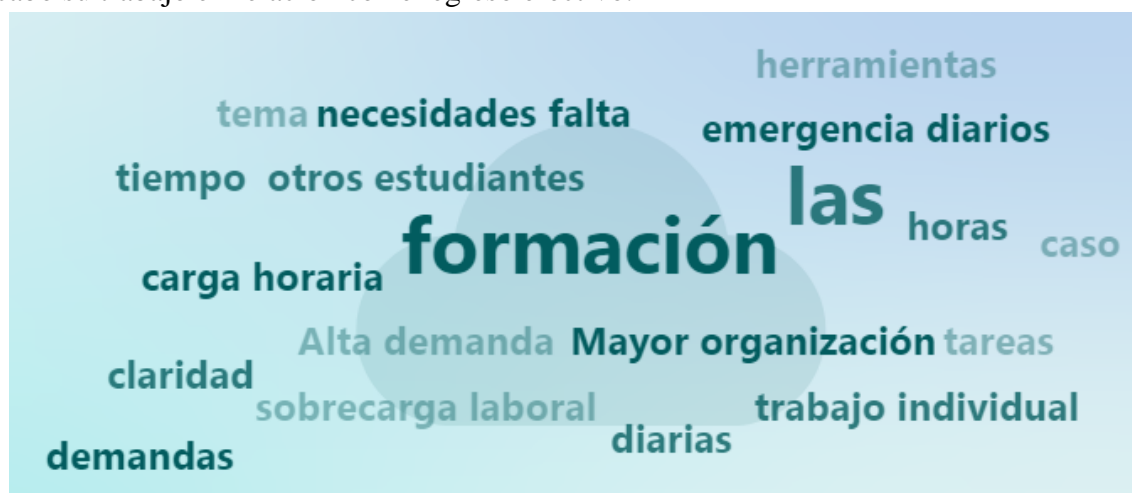 herramientas
tema necesidades falta
emergencia diarios
tiempo otros estudiantes
las
formación
horas
caso
carga horaria
Alta demanda Mayor organización tareas
claridad
sobrecarga laboral
trabajo individual
diarias
demandas